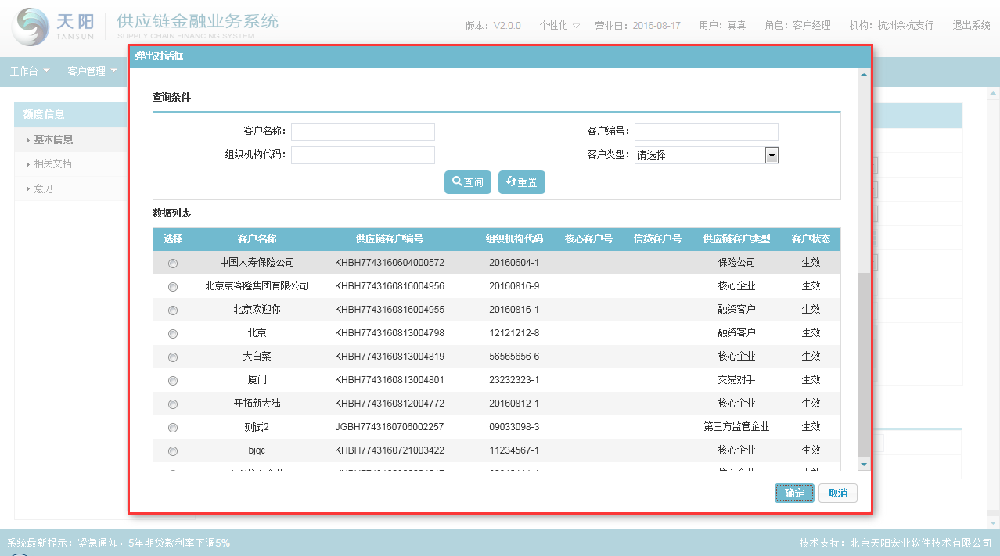 天阳 TANSUN 供应链金融业务系统
SUPPLY CHAIN FINANCING SYSTEM
版本：V2.0.0 个性化 营业日：2016-08-17 用户：真真 角色：客户经理 机构：杭州余杭支行 退出系统
弹出对话框
工作台 客户管理
额度信息
基本信息
相关文档
意见
查询条件
客户名称： 客户编号：
组织机构代码： 客户类型： 请选择
查询 重置
数据列表
选择 客户名称 供应链客户编号 组织机构代码 核心客户号 信贷客户号 供应链客户类型 客户状态
中国人寿保险公司 KHBH7743160604000572 20160604-1 保险公司 生效
北京京客隆集团有限公司 KHBH7743160816004956 20160816-9 核心企业 生效
北京欢迎你 KHBH7743160816004955 20160816-1 融资客户 生效
北京 KHBH7743160813004798 12121212-8 融资客户 生效
大白菜 KHBH7743160813004819 56565656-6 核心企业 生效
厦门 KHBH7743160813004801 23232323-1 交易对手 生效
开拓新大陆 KHBH7743160812004772 20160812-1 核心企业 生效
测试2 JGBH7743160706002257 09033098-3 第三方监管企业 生效
bjqc KHBH7743160721003422 11234567-1 核心企业 生效
确定 取消
系统最新提示：紧急通知，5年期贷款利率下调5% 技术支持：北京天阳宏业软件技术有限公司